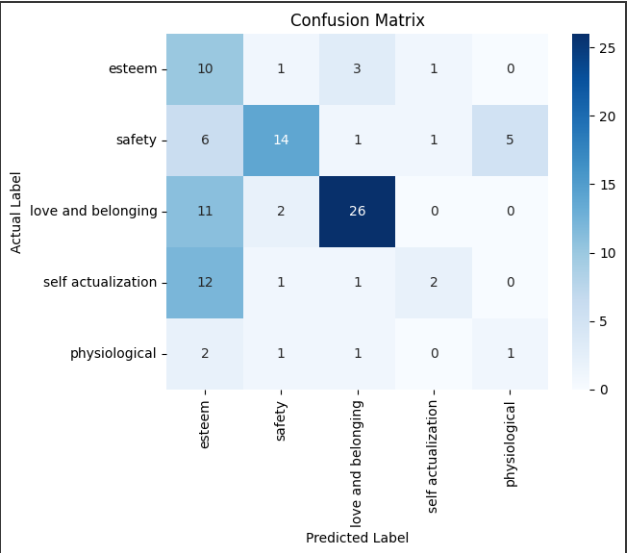 Confusion Matrix
Actual Label
esteem 10 1 3 1 0
safety 6 14 1 1 5
love and belonging 11 2 26 0 0
self actualization 12 1 1 2 0
physiological 2 1 1 0 1
esteem
safety
love and belonging
self actualization
physiological
Predicted Label
25
20
15
10
5
0